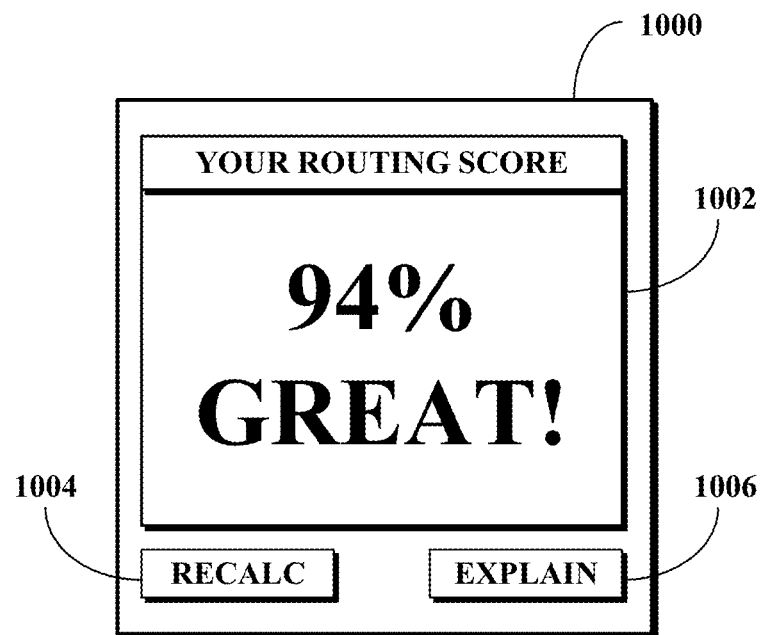 1000
YOUR ROUTING SCORE
1002
94%
GREAT!
1004
1006
RECALC
EXPLAIN